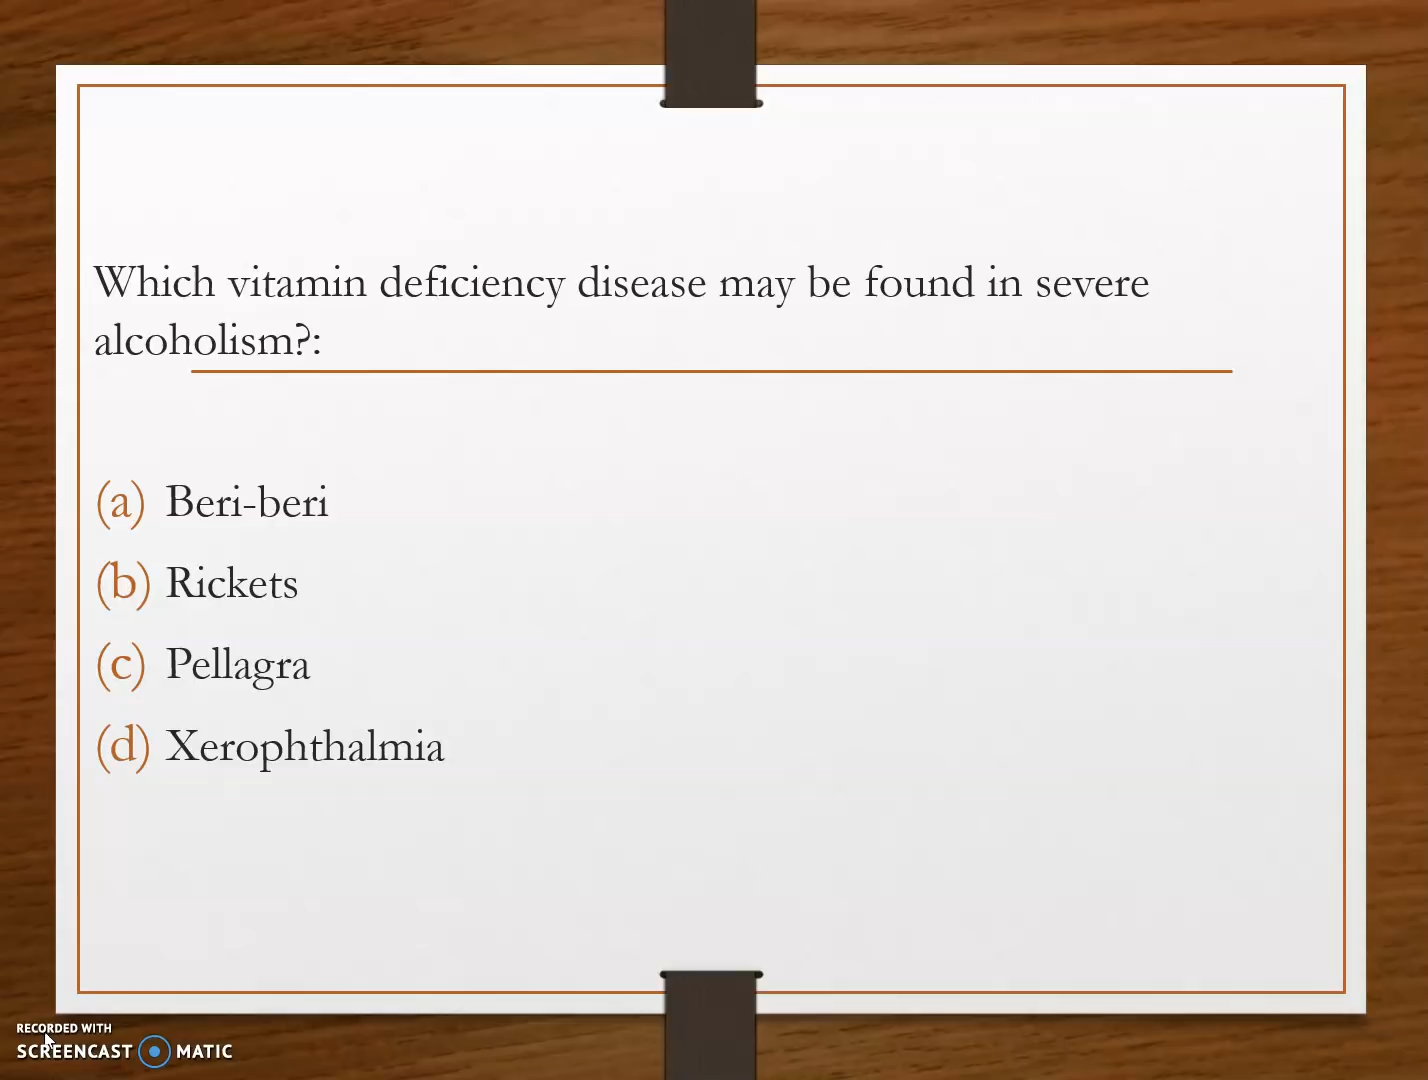 Which vitamin deficiency disease may be found in severe
alcoholism?:
(a) Beri-beri
(b) Rickets
(c) Pellagra
(d) Xerophthalmia
RECORDED WITH
SCREENCAST MATIC